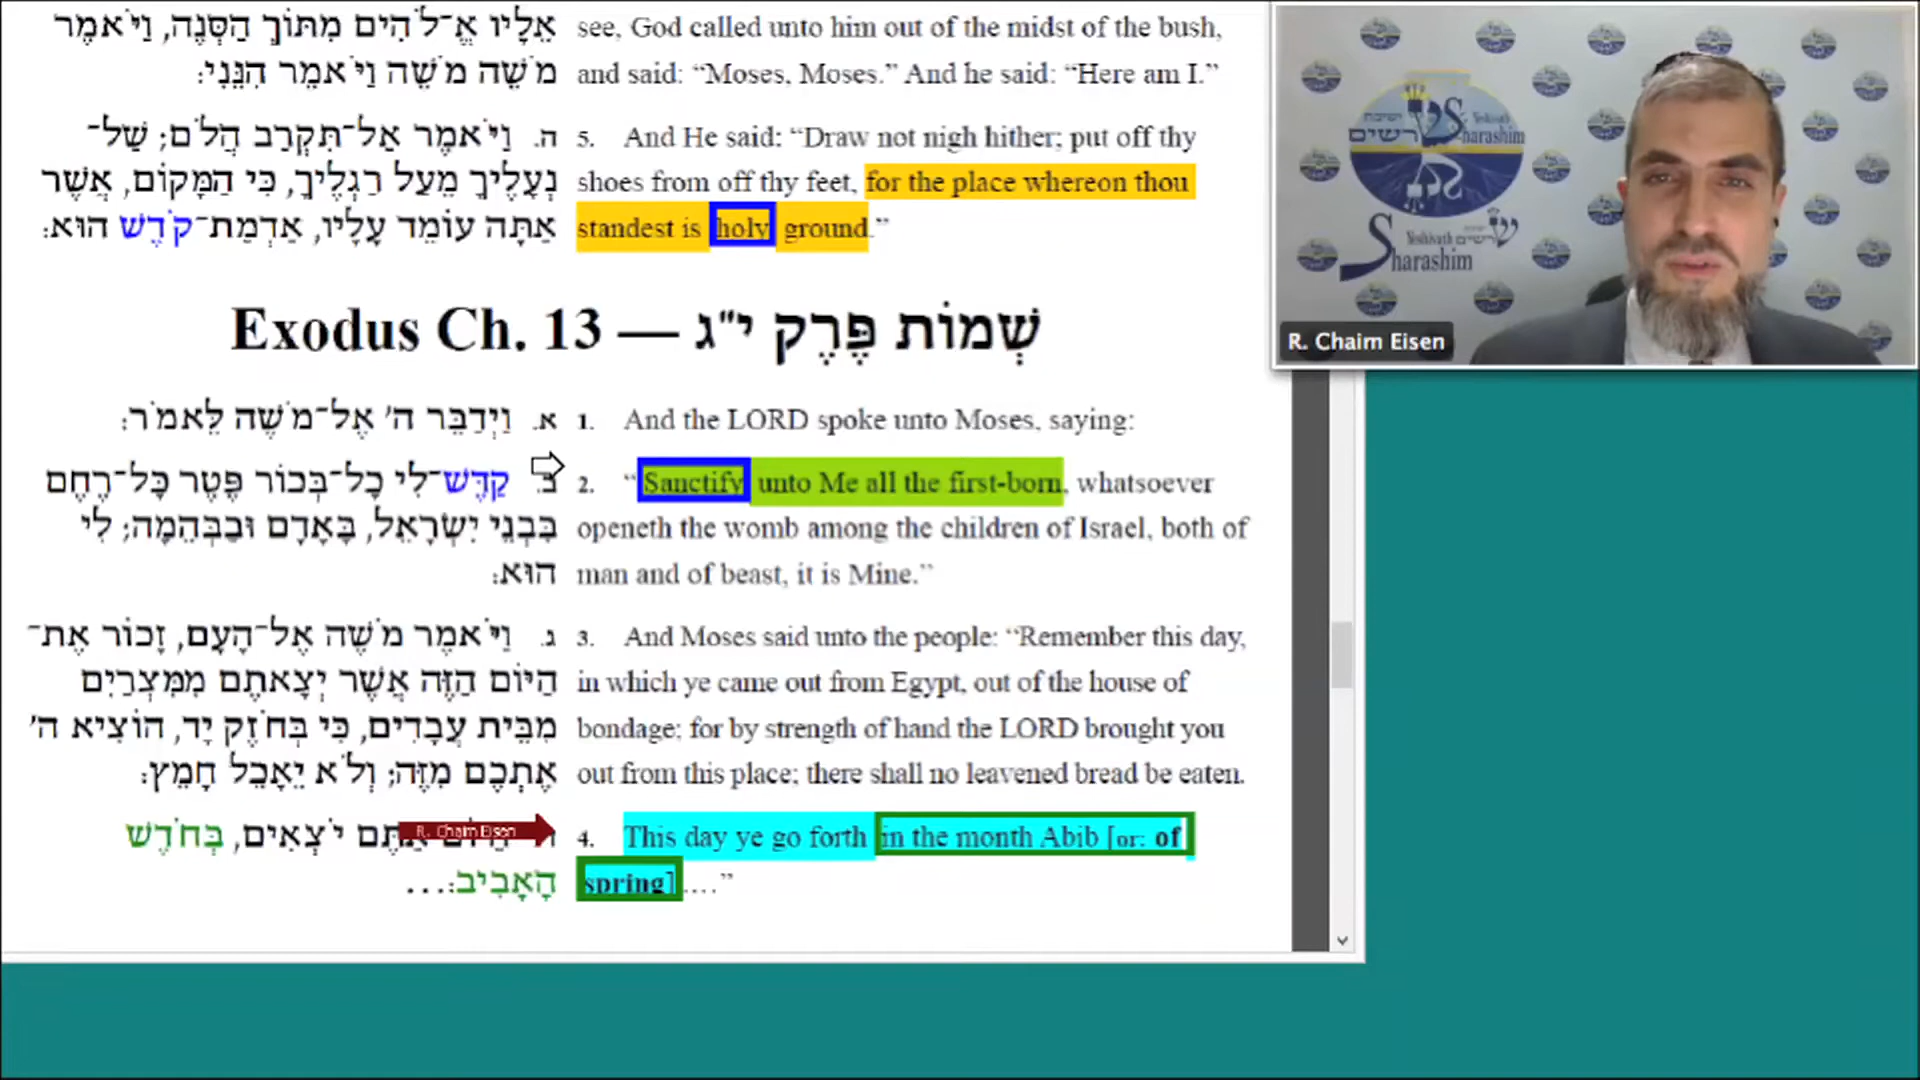 אֵלָיו אֱ־לֹהִים מִתּוֹךְ הַסְּנֶה, וַיֹּאמֶר
see, God called unto him out of the midst of the bush,
מֹשֶׁה מֹשֶׁה וַיֹּאמֶר הִנֵּנִי:
and said: “Moses, Moses.” And he said: “Here am I.”
ה. וַיֹּאמֶר אַל־תִּקְרַב הֲלֹם; שַׁל־
5. And He said: “Draw not nigh hither; put off thy
נְעָלֶיךָ מֵעַל רַגְלֶיךָ, כִּי הַמָּקוֹם, אֲשֶׁר
shoes from off thy feet, for the place whereon thou
אַתָּה עוֹמֵד עָלָיו, אַדְמַת־קֹדֶשׁ הוּא:
standest is holy ground.”
Exodus Ch. 13 — שְׁמוֹת פֶּרֶק י"ג
א. וַיְדַבֵּר ה' אֶל־מֹשֶׁה לֵּאמֹר:
1. And the LORD spoke unto Moses, saying:
ב. קַדֶּשׁ־לִי כָל־בְּכוֹר פֶּטֶר כָּל־רֶחֶם
2. “Sanctify unto Me all the first-born, whatsoever
בִּבְנֵי יִשְׂרָאֵל, בָּאָדָם וּבַבְּהֵמָה; לִי
openeth the womb among the children of Israel, both of
הוּא:
man and of beast, it is Mine.”
ג. וַיֹּאמֶר מֹשֶׁה אֶל־הָעָם, זָכוֹר אֶת־
3. And Moses said unto the people: “Remember this day,
הַיּוֹם הַזֶּה אֲשֶׁר יְצָאתֶם מִמִּצְרַיִם
in which ye came out from Egypt, out of the house of
מִבֵּית עֲבָדִים, כִּי בְּחֹזֶק יָד, הוֹצִיא ה'
bondage; for by strength of hand the LORD brought you
אֶתְכֶם מִזֶּה; וְלֹא יֵאָכֵל חָמֵץ:
out from this place; there shall no leavened bread be eaten.
יֹצְאִים, בְּחֹדֶשׁ
R. Chaim Eisen
4. This day ye go forth in the month Abib [or: of
הָאָבִיב:...
spring]....”
ישיבת
שרשים
Yeshivath
Sharashim
Yeshivath שרשים
Sharashim
R. Chaim Eisen